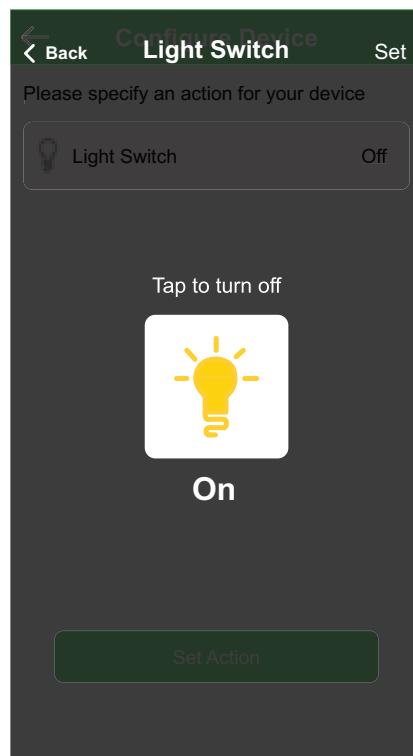 Configure Device
Back Light Switch Set
Please specify an action for your device
Light Switch Off
Tap to turn off
On
Set Action